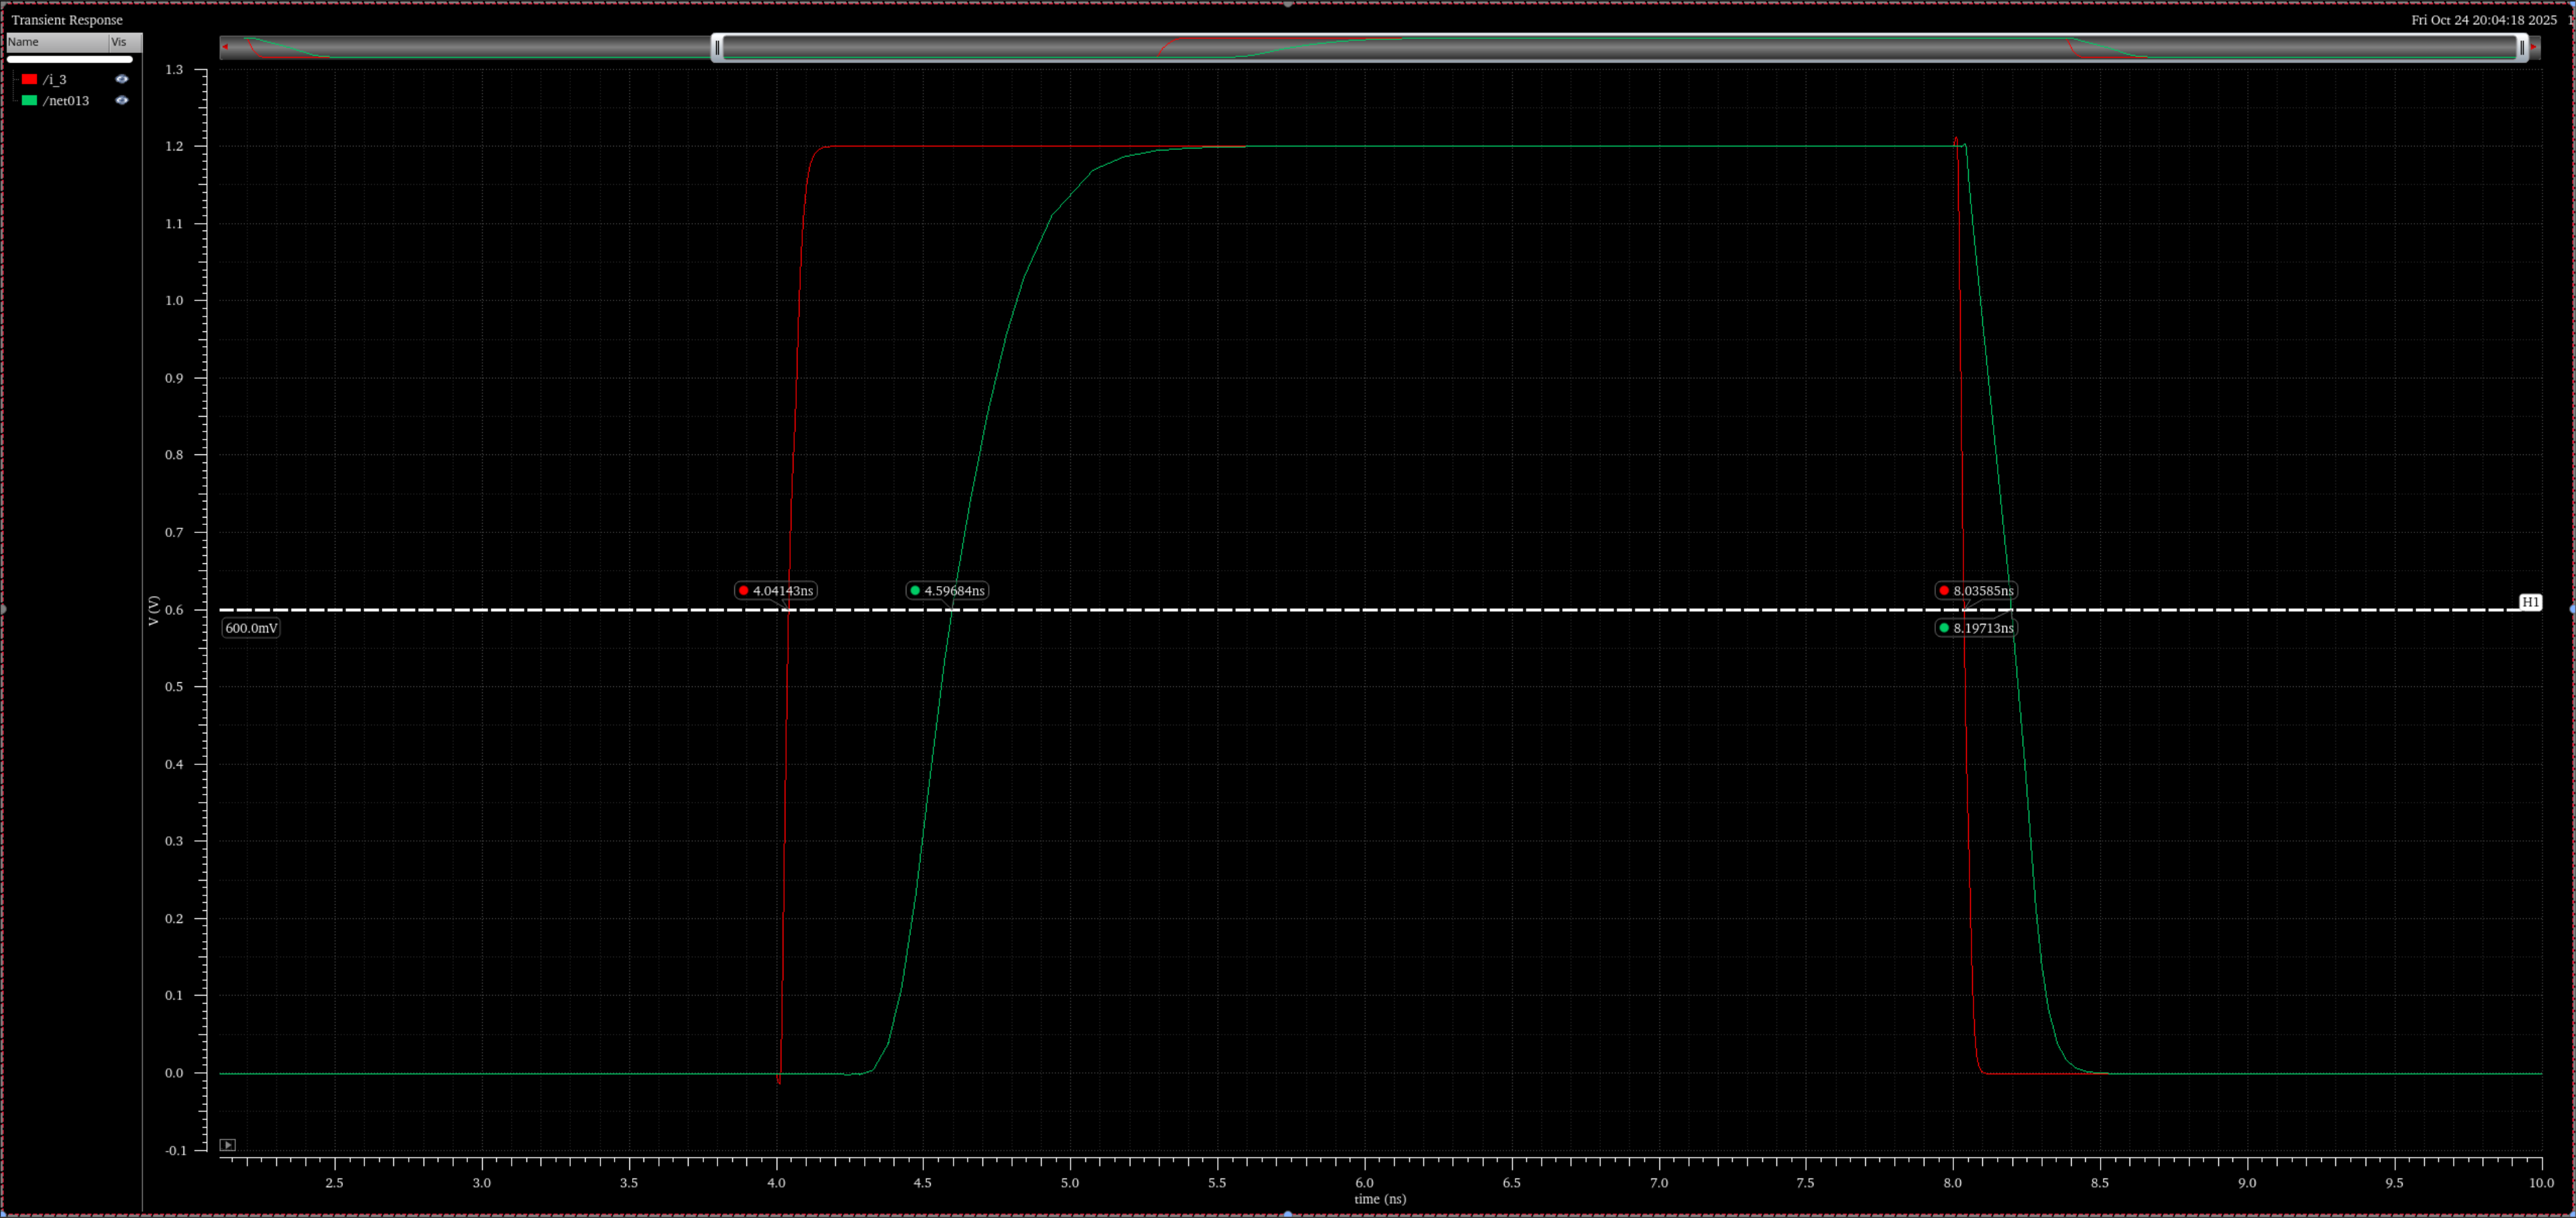 Transient Response
Fri Oct 24 20:04:18 2025 1
Name Vis
/i_3
/net013
1.3
1.2
1.1
1.0
0.9
0.8
0.7
4.04143ns 4.59684ns 8.03585ns
0.6
H1
V (V)
600.0mV 8.19713ns
0.5
0.4
0.3
0.2
0.1
0.0
-0.1
2.5 3.0 3.5 4.0 4.5 5.0 5.5 6.0 6.5 7.0 7.5 8.0 8.5 9.0 9.5 10.0
time (ns)